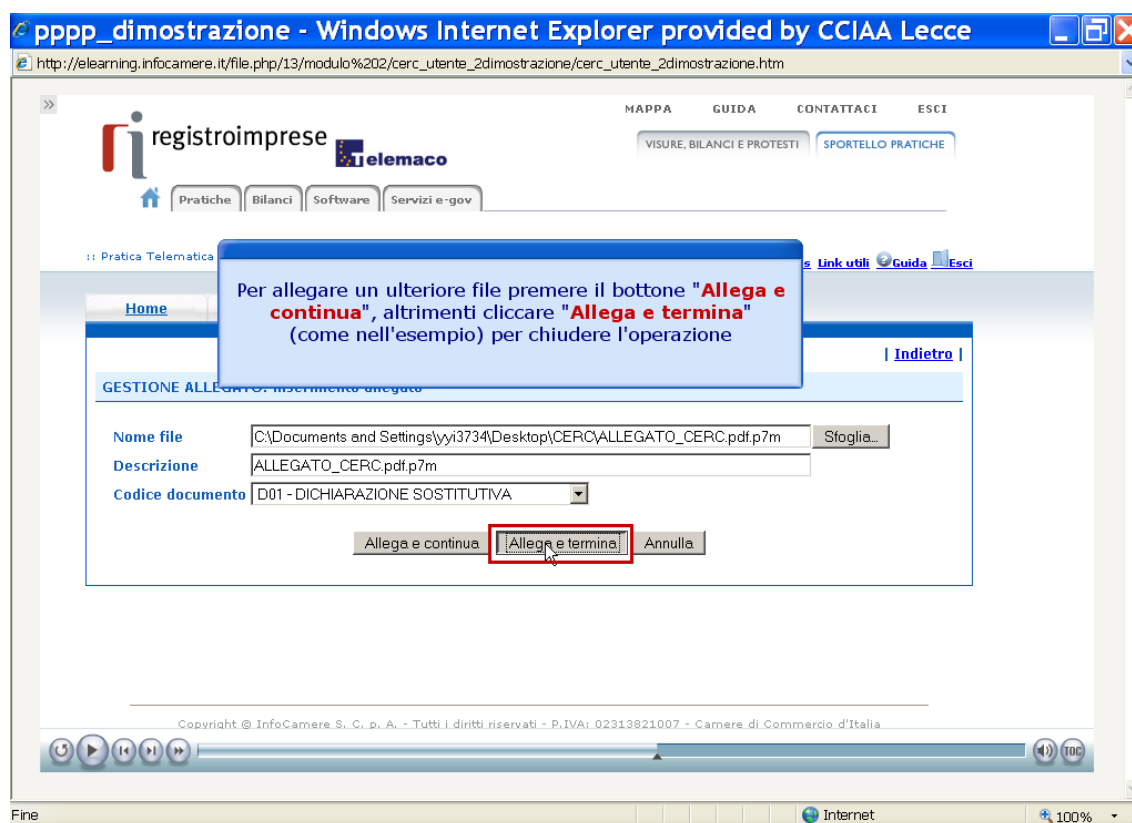 pppp_dimostrazione - Windows Internet Explorer provided by CCIAA Lecce
http://elearning.infocamere.it/file.php/13/modulo%202/cerc_utente_2dimostrazione/cerc_utente_2dimostrazione.htm
MAPPA GUIDA CONTATTACI ESCI
registroimprese Telemaco
VISURE, BILANCI E PROTESTI SPORTELLO PRATICHE
Pratiche Bilanci Software Servizi e-gov
:: Pratica Telematica s Link utili Guida Esci
Per allegare un ulteriore file premere il bottone "Allega e
continua", altrimenti cliccare "Allega e termina"
(come nell'esempio) per chiudere l'operazione
Home
| Indietro |
GESTIONE ALLEGATO: inserimento allegato
Nome file C:\Documents and Settings\yyi3734\Desktop\CERC\ALLEGATO_CERC.pdf.p7m Sfoglia...
Descrizione ALLEGATO_CERC.pdf.p7m
Codice documento D01 - DICHIARAZIONE SOSTITUTIVA
Allega e continua Allega e termina Annulla
Copyright © InfoCamere S. C. p. A. - Tutti i diritti riservati - P.IVA: 02313821007 - Camere di Commercio d'Italia
TOC
Fine Internet 100%